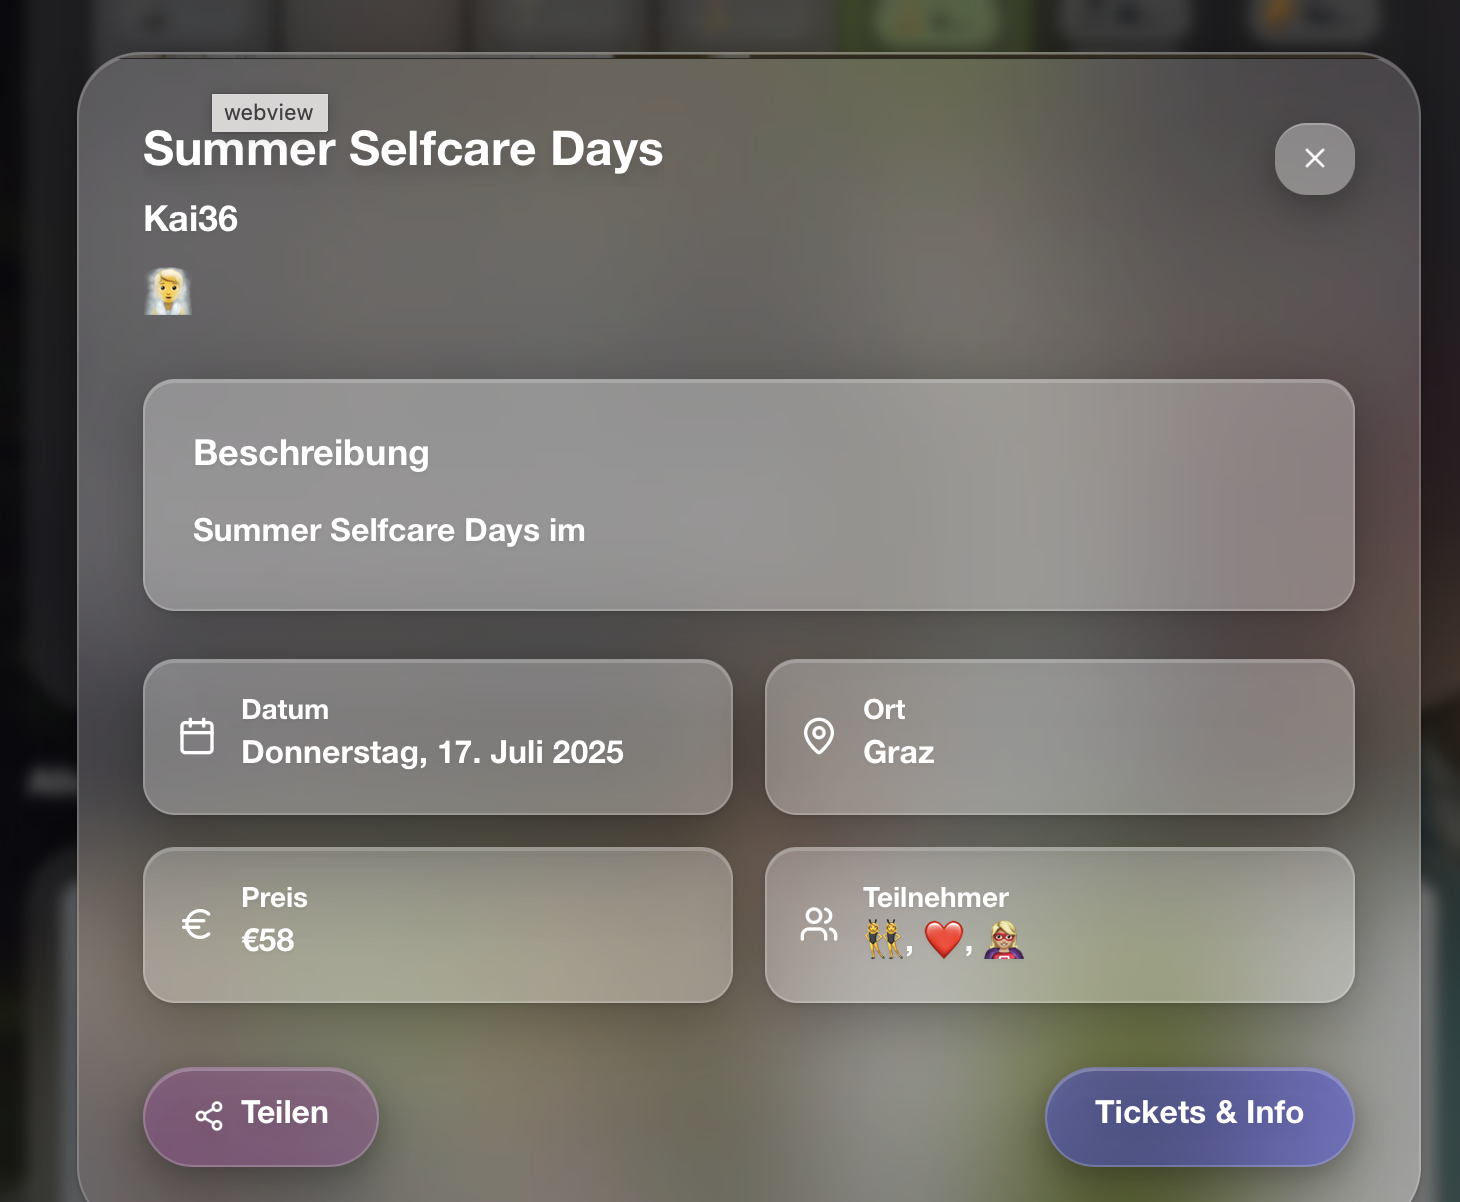 webview
Summer Selfcare Days
Kai36
🧖🏼
Beschreibung
Summer Selfcare Days im
Datum
Donnerstag, 17. Juli 2025
Ort
Graz
Preis
€58
Teilnehmer
👯, ❤️, 🦸🏼‍♀️
Teilen
Tickets & Info